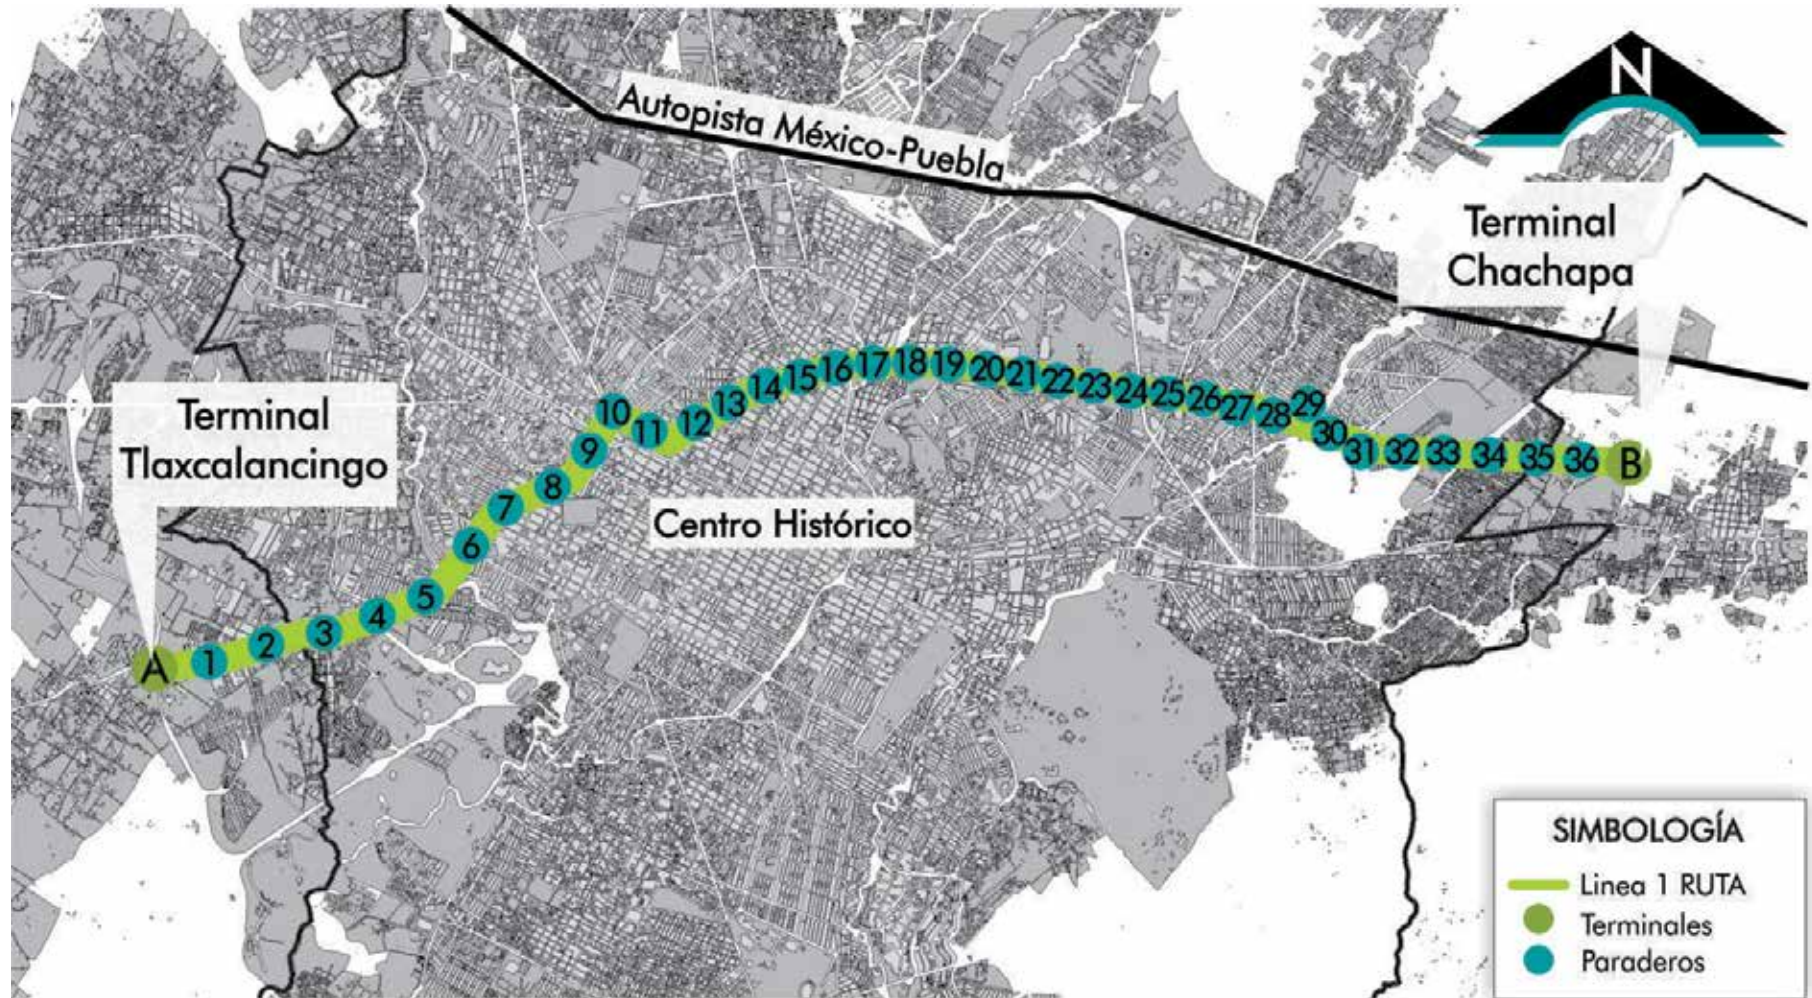 Autopista México-Puebla
N
Terminal
Chachapa
Terminal
Tlaxcalancingo
Centro Histórico
A
1
2
3
4
5
6
7
8
9
10
11
12
13
14
15
16
17
18
19
20
21
22
23
24
25
26
27
28
29
30
31
32
33
34
35
36
B
SIMBOLOGÍA
Linea 1 RUTA
Terminales
Paraderos